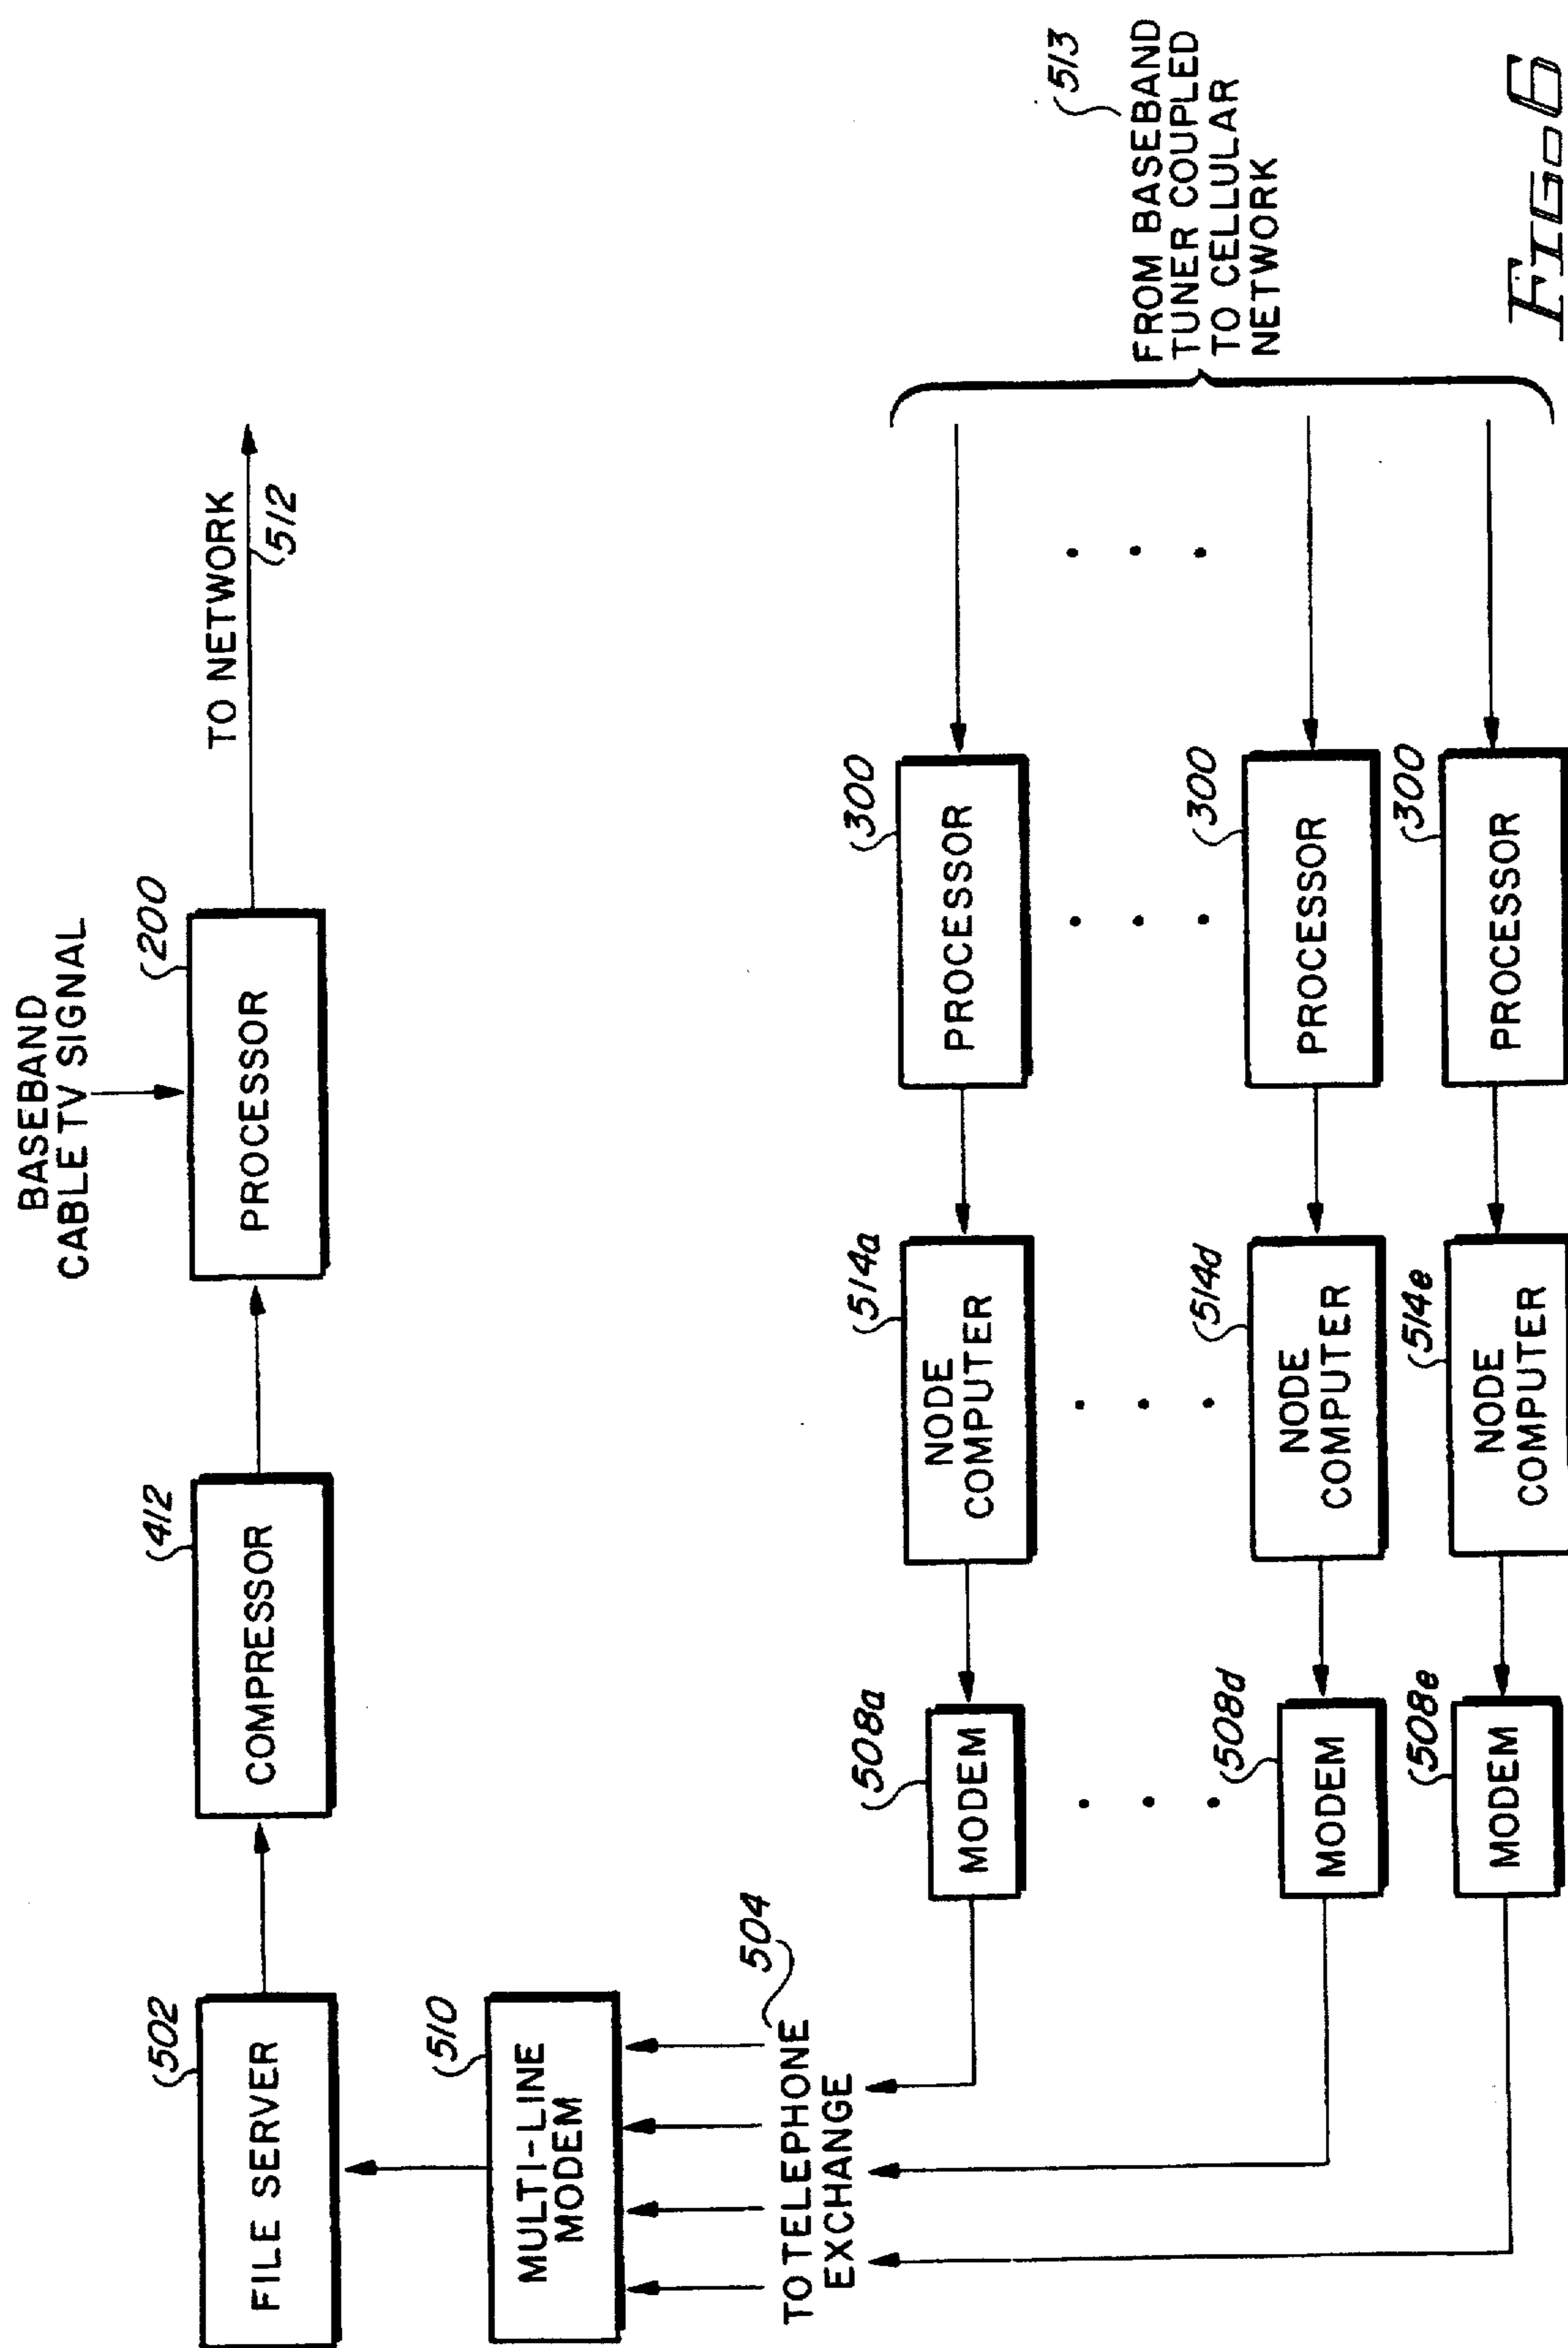 BASEBAND
CABLE TV SIGNAL
502
412
200
TO NETWORK
512
FILE SERVER
COMPRESSOR
PROCESSOR
510
MULTI-LINE
MODEM
504
TO TELEPHONE
EXCHANGE
508a
514a
300
MODEM
NODE
COMPUTER
PROCESSOR
513
FROM BASEBAND
TUNER COUPLED
TO CELLULAR
NETWORK
508d
514d
300
MODEM
NODE
COMPUTER
PROCESSOR
508e
514e
300
MODEM
NODE
COMPUTER
PROCESSOR
FIG. 6